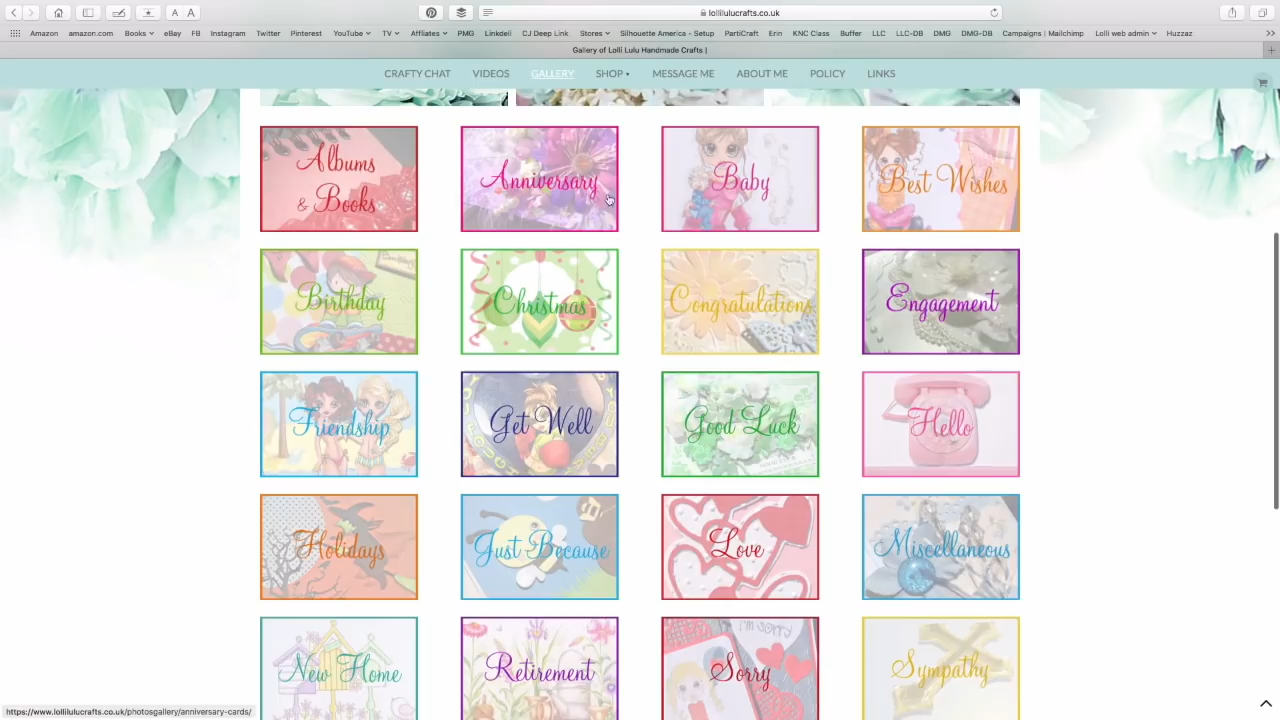 lollilulucrafts.co.uk
Amazon amazon.com Books eBay FB Instagram Twitter Pinterest YouTube TV Affiliates PMG Linkdeli CJ Deep Link Stores Silhouette America - Setup PartiCraft Erin KNC Class Buffer LLC LLC-DB DMG DMG-DB Campaigns | Mailchimp Lolli web admin Huzzaz
Gallery of Lolli Lulu Handmade Crafts |
CRAFTY CHAT VIDEOS GALLERY SHOP MESSAGE ME ABOUT ME POLICY LINKS
Albums
& Books
Anniversary
Baby
Best Wishes
Birthday
Christmas
Congratulations
Engagement
Friendship
Get Well
Good Luck
Hello
Holidays
Just Because
Love
Miscellaneous
New Home
Retirement
I'm SORRY
Sorry
Sympathy
https://www.lollilulucrafts.co.uk/photosgallery/anniversary-cards/